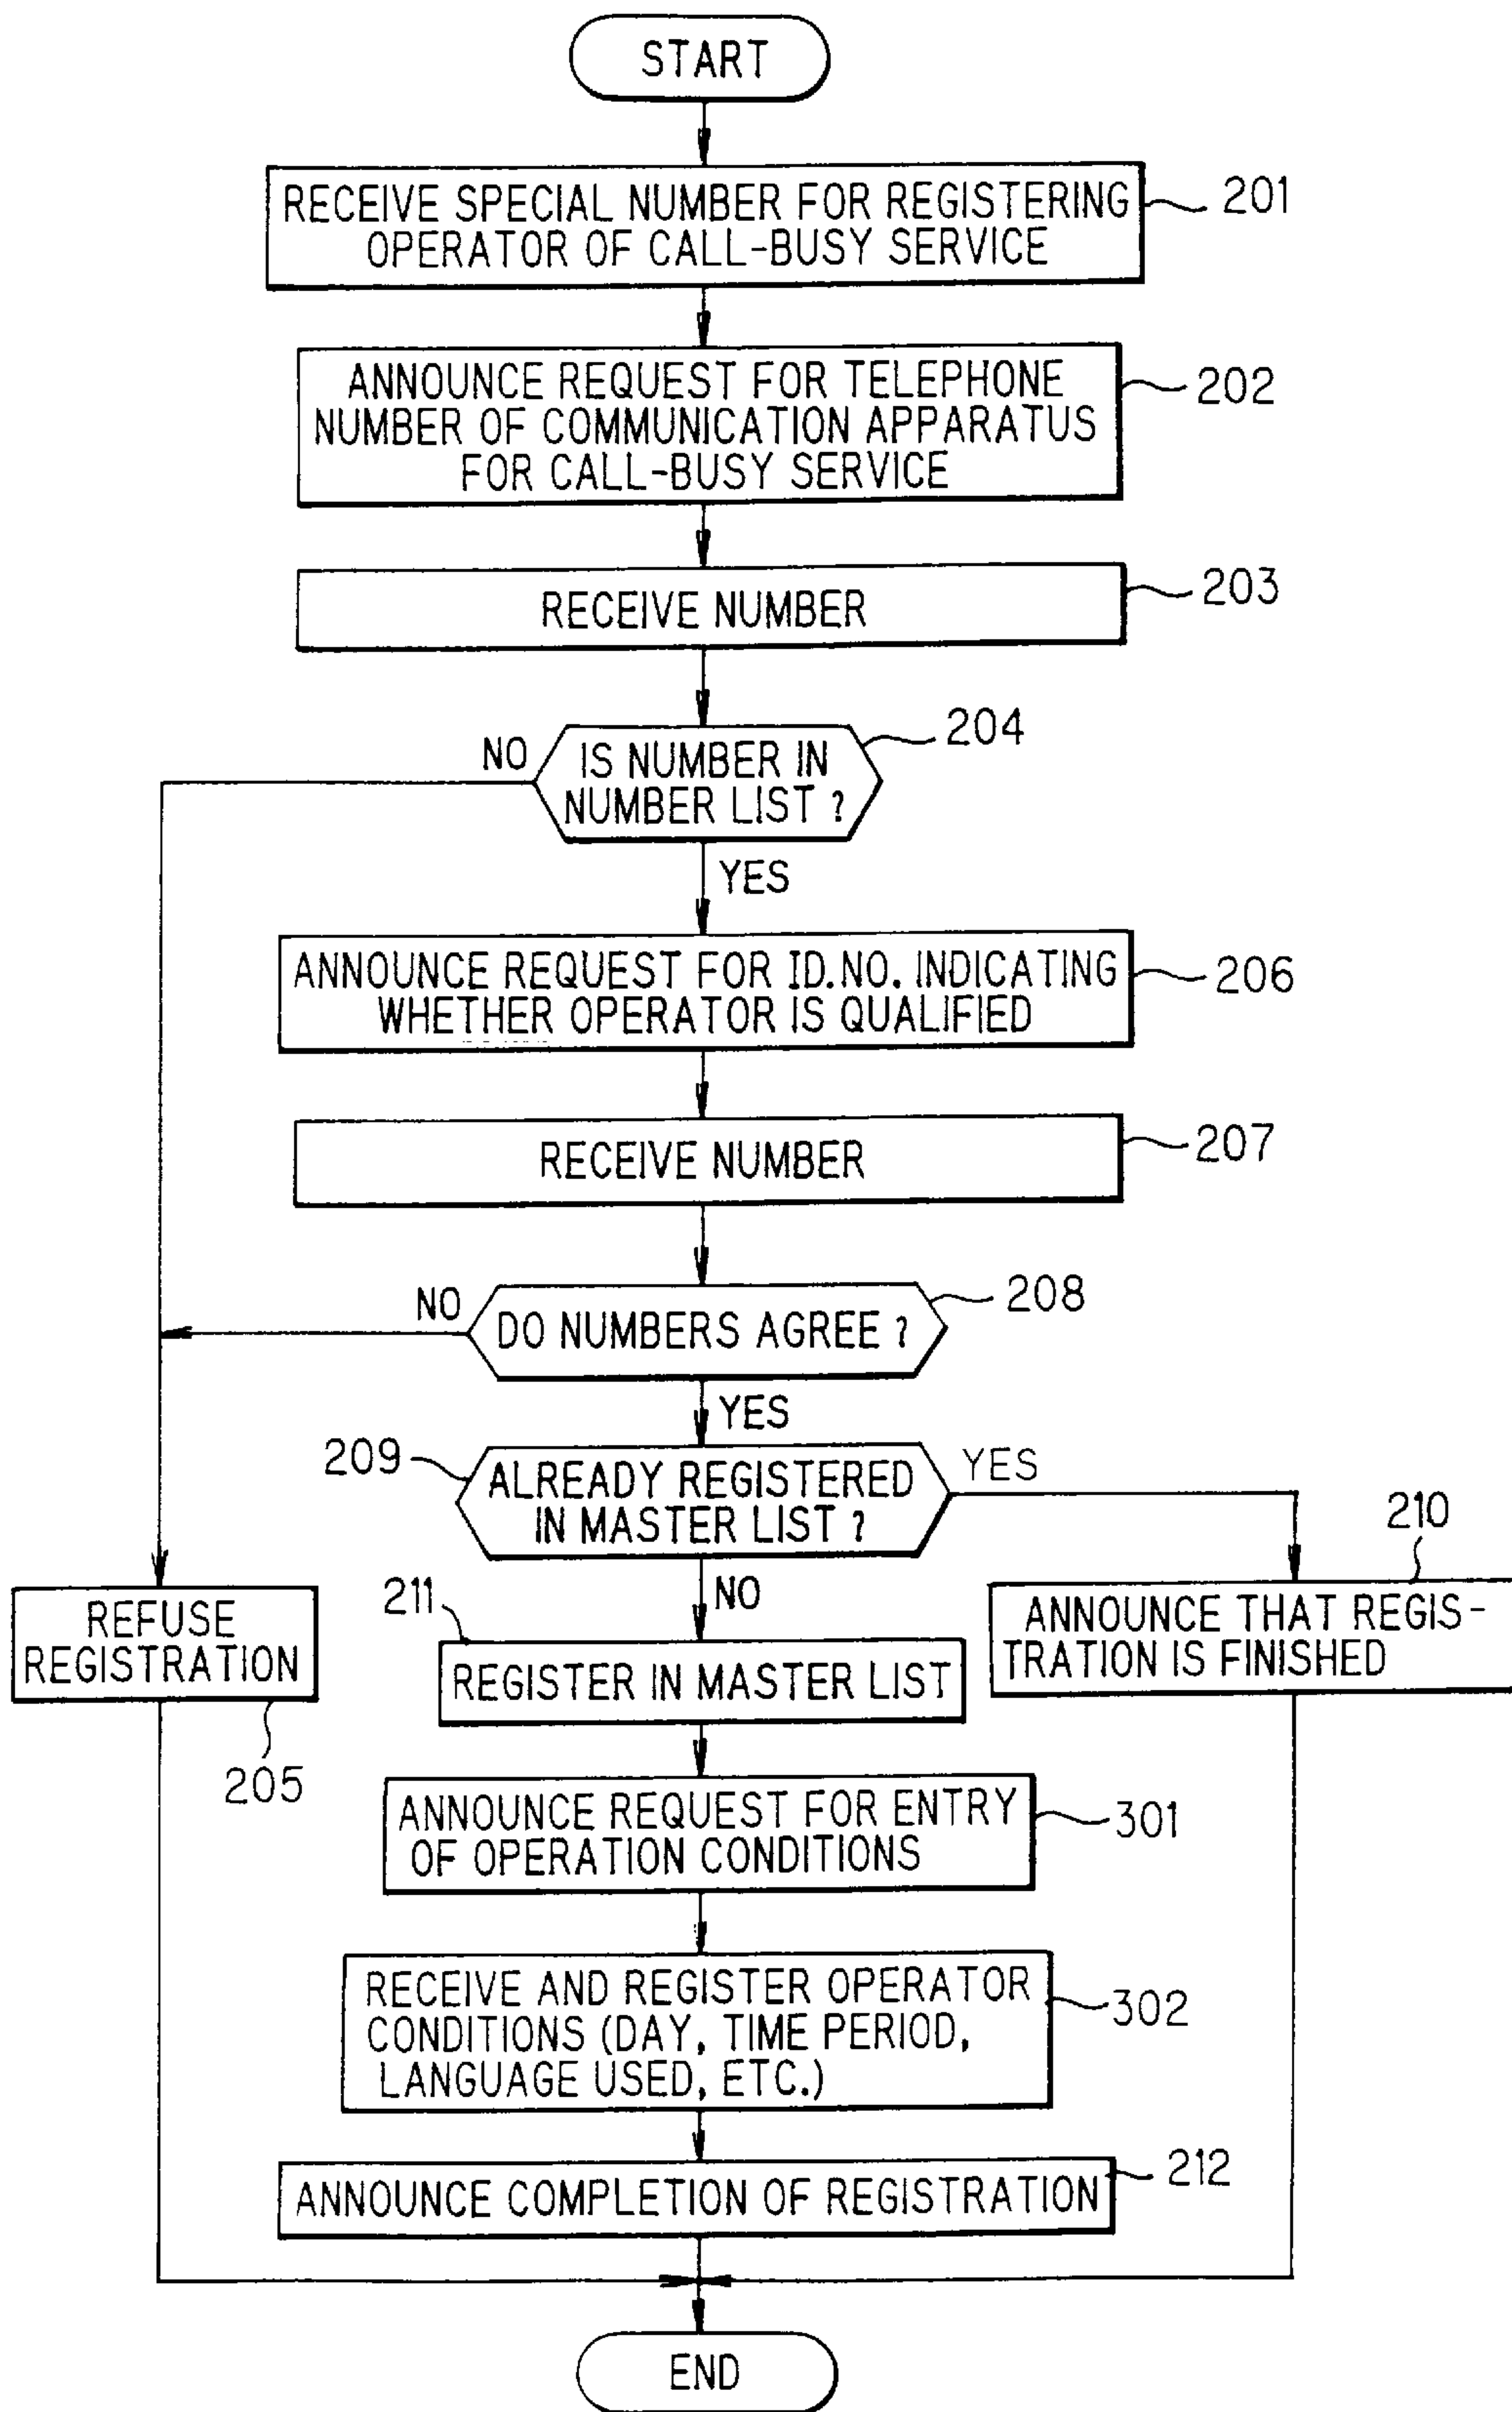 START
RECEIVE SPECIAL NUMBER FOR REGISTERING
OPERATOR OF CALL-BUSY SERVICE
201
ANNOUNCE REQUEST FOR TELEPHONE
NUMBER OF COMMUNICATION APPARATUS
FOR CALL-BUSY SERVICE
202
RECEIVE NUMBER
203
IS NUMBER IN
NUMBER LIST ?
204
NO
YES
ANNOUNCE REQUEST FOR ID.NO. INDICATING
WHETHER OPERATOR IS QUALIFIED
206
RECEIVE NUMBER
207
DO NUMBERS AGREE ?
208
NO
YES
209
ALREADY REGISTERED
IN MASTER LIST ?
YES
NO
210
ANNOUNCE THAT REGIS-
TRATION IS FINISHED
REFUSE
REGISTRATION
205
211
REGISTER IN MASTER LIST
ANNOUNCE REQUEST FOR ENTRY
OF OPERATION CONDITIONS
301
RECEIVE AND REGISTER OPERATOR
CONDITIONS (DAY, TIME PERIOD,
LANGUAGE USED, ETC.)
302
ANNOUNCE COMPLETION OF REGISTRATION
212
END